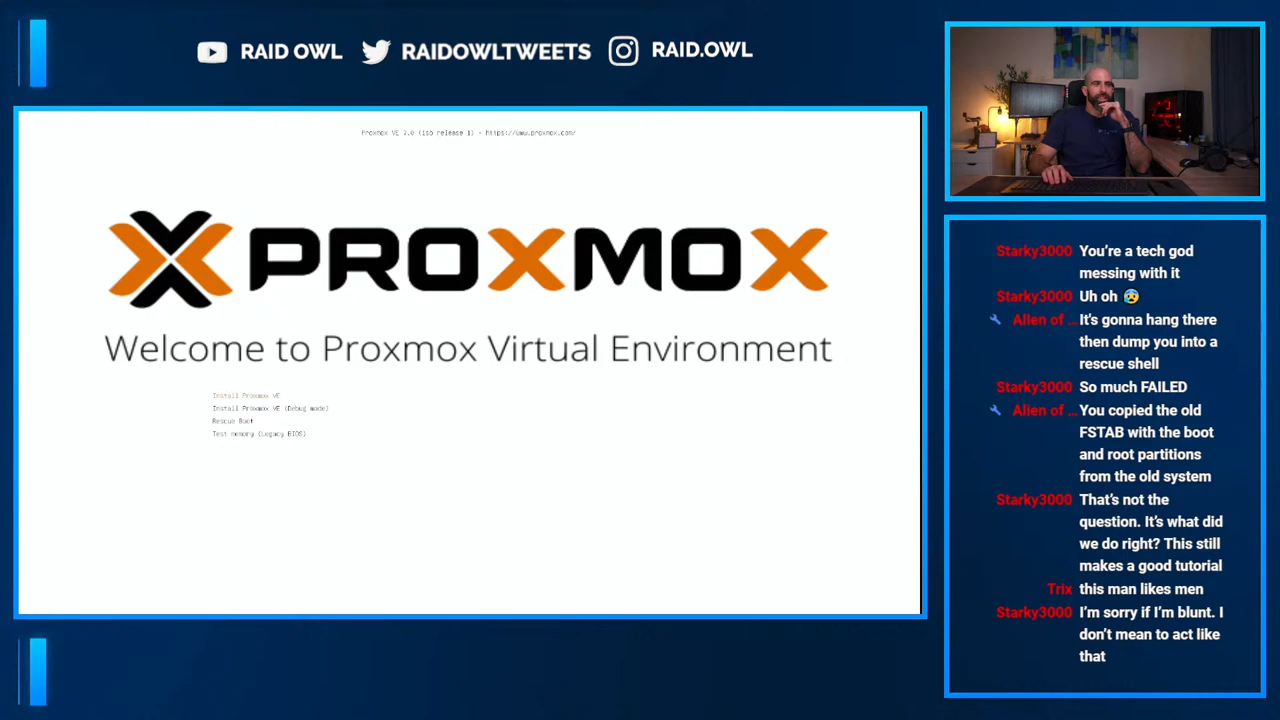 RAID OWL
RAIDOWLTWEETS
RAID.OWL
Proxmox VE 7.0 (iso release 1) - https://www.proxmox.com/
PROXMOX
Welcome to Proxmox Virtual Environment
Install Proxmox VE
Install Proxmox VE (Debug mode)
Rescue Boot
Test memory (Legacy BIOS)
Starky3000 You’re a tech god
messing with it
Starky3000 Uh oh 😰
Alien of ... It's gonna hang there
then dump you into a
rescue shell
Starky3000 So much FAILED
Alien of ... You copied the old
FSTAB with the boot
and root partitions
from the old system
Starky3000 That’s not the
question. It’s what did
we do right? This still
makes a good tutorial
Trix this man likes men
Starky3000 I’m sorry if I’m blunt. I
don’t mean to act like
that